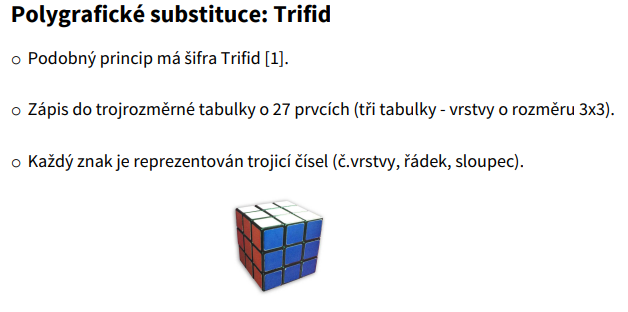 Polygrafické substituce: Trifid
○ Podobný princip má šifra Trifid [1].
○ Zápis do trojrozměrné tabulky o 27 prvcích (tři tabulky - vrstvy o rozměru 3x3).
○ Každý znak je reprezentován trojicí čísel (č.vrstvy, řádek, sloupec).